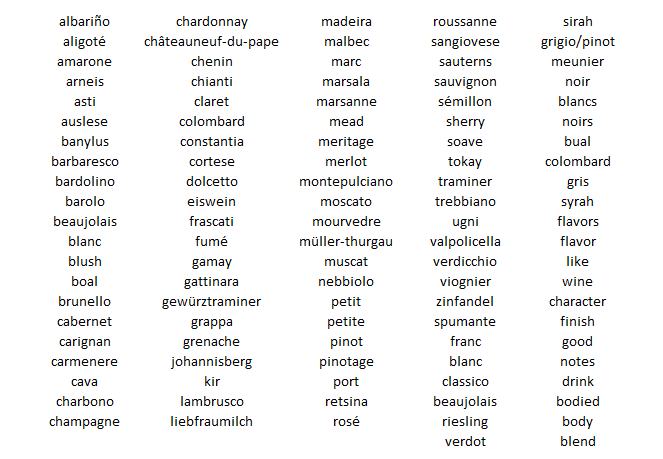 albariño chardonnay madeira roussanne sirah
aligoté châteauneuf-du-pape malbec sangiovese grigio/pinot
amarone chenin marc sauterns meunier
arneis chianti marsala sauvignon noir
asti claret marsanne sémillon blancs
auslese colombard mead sherry noirs
banylus constantia meritage soave bual
barbaresco cortese merlot tokay colombard
bardolino dolcetto montepulciano traminer gris
barolo eiswein moscato trebbiano syrah
beaujolais frascati mourvedre ugni flavors
blanc fumé müller-thurgau valpolicella flavor
blush gamay muscat verdicchio like
boal gattinara nebbiolo viognier wine
brunello gewürztraminer petit zinfandel character
cabernet grappa petite spumante finish
carignan grenache pinot franc good
carmenere johannisberg pinotage blanc notes
cava kir port classico drink
charbono lambrusco retsina beaujolais bodied
champagne liebfraumilch rosé riesling body
verdot blend